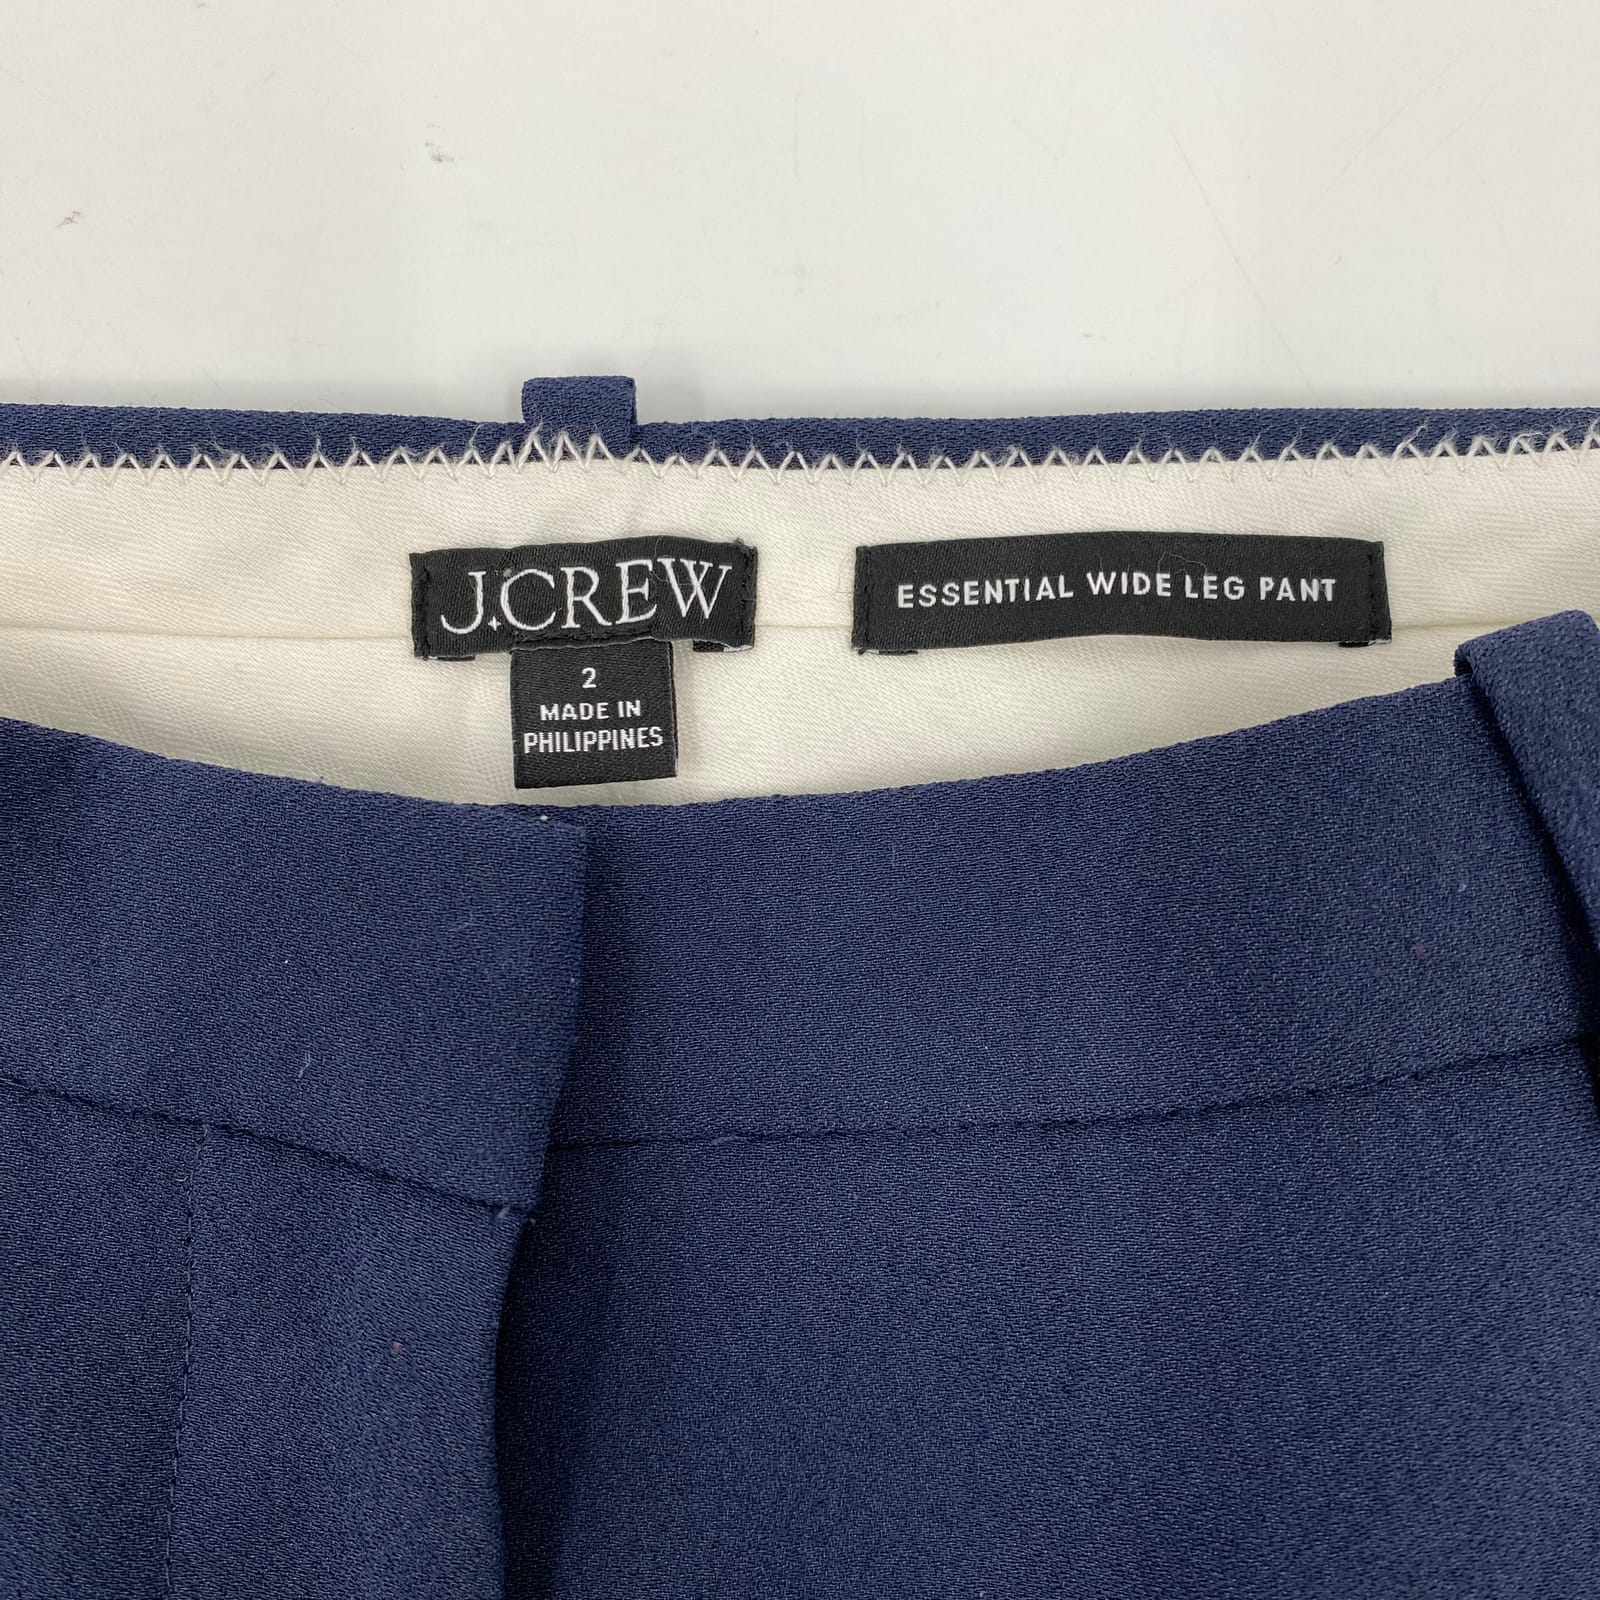 J.CREW
2
MADE IN
PHILIPPINES
ESSENTIAL WIDE LEG PANT